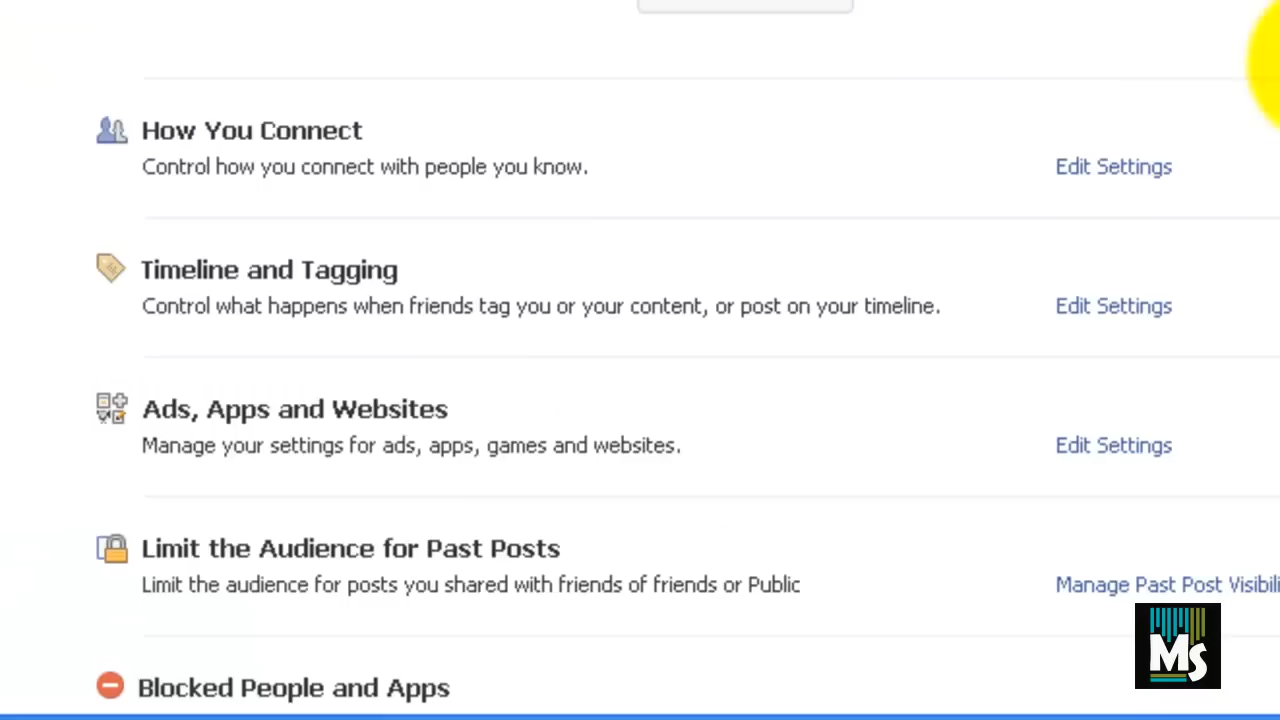 How You Connect
Control how you connect with people you know.
Edit Settings
Timeline and Tagging
Control what happens when friends tag you or your content, or post on your timeline.
Edit Settings
Ads, Apps and Websites
Manage your settings for ads, apps, games and websites.
Edit Settings
Limit the Audience for Past Posts
Limit the audience for posts you shared with friends of friends or Public
Manage Past Post Visibili
Blocked People and Apps
MS